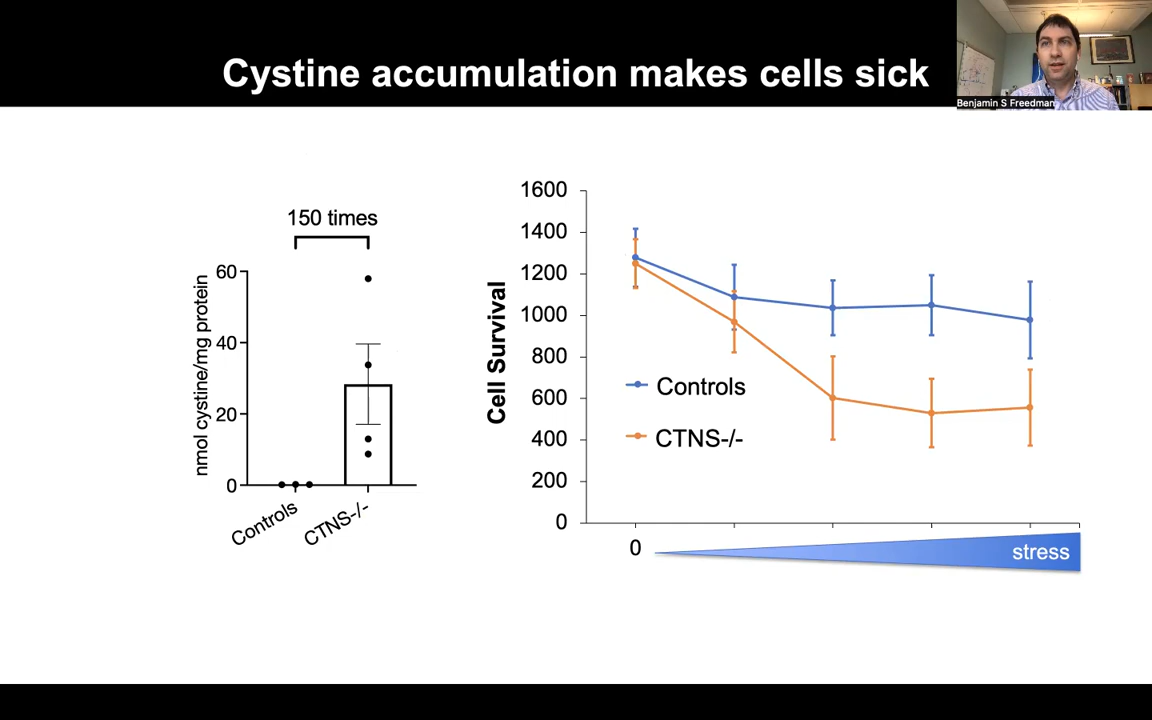 Cystine accumulation makes cells sick
Benjamin S Freedman
150 times
nmol cystine/mg protein
60
40
20
0
Controls
CTNS-/-
Cell Survival
1600
1400
1200
1000
800
600
400
200
0
Controls
CTNS-/-
0
stress